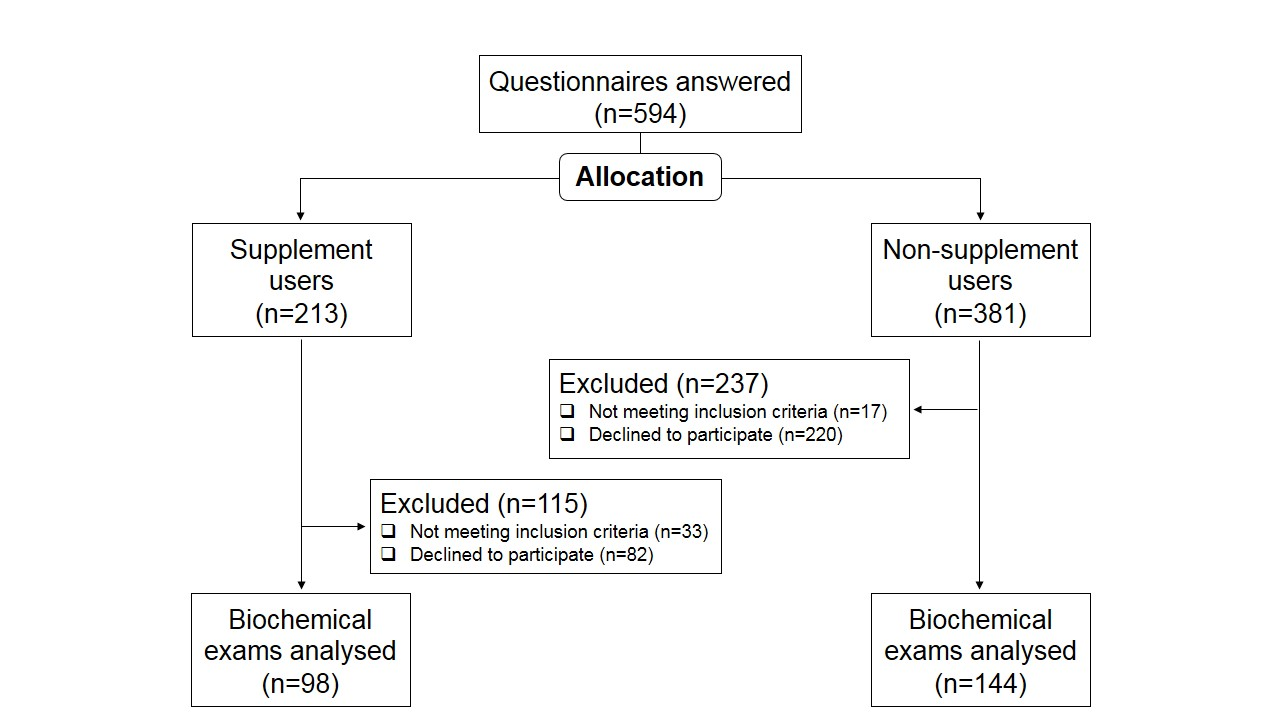 Questionnaires answered
(n=594)
Allocation
Supplement
users
(n=213)
Non-supplement
users
(n=381)
Excluded (n=237)
❑ Not meeting inclusion criteria (n=17)
❑ Declined to participate (n=220)
Excluded (n=115)
❑ Not meeting inclusion criteria (n=33)
❑ Declined to participate (n=82)
Biochemical
exams analysed
(n=98)
Biochemical
exams analysed
(n=144)